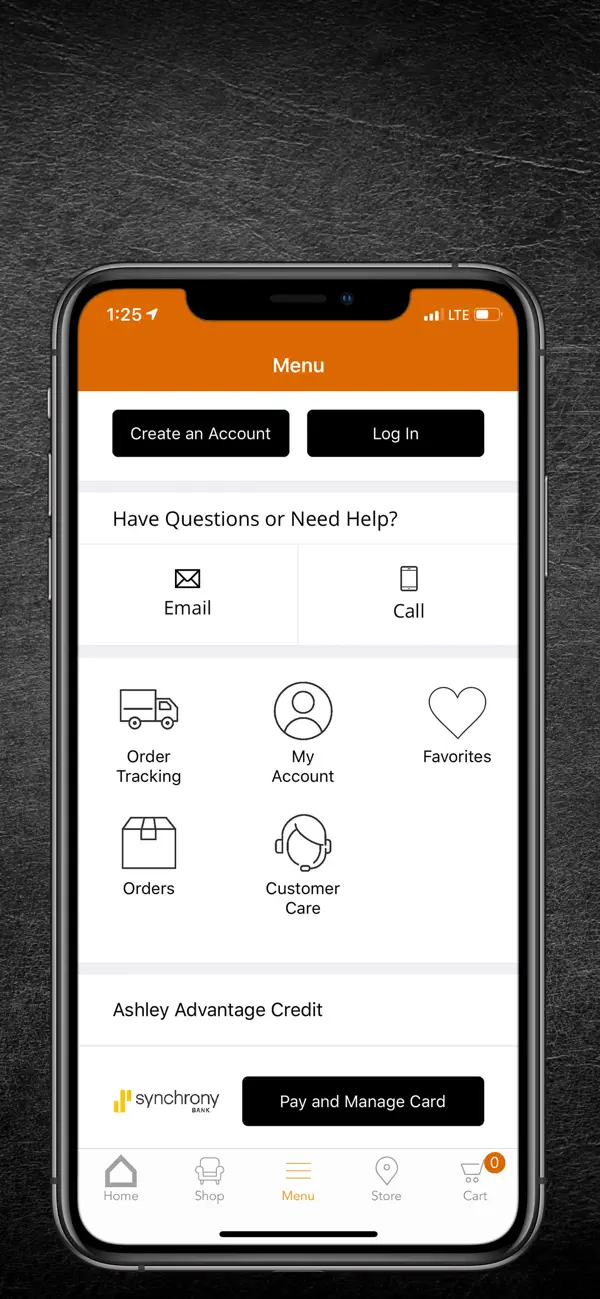 1:25
LTE
Menu
Create an Account
Log In
Have Questions or Need Help?
Email
Call
Order
Tracking
My
Account
Favorites
Orders
Customer
Care
Ashley Advantage Credit
synchrony
BANK
Pay and Manage Card
Home
Shop
Menu
Store
Cart
0